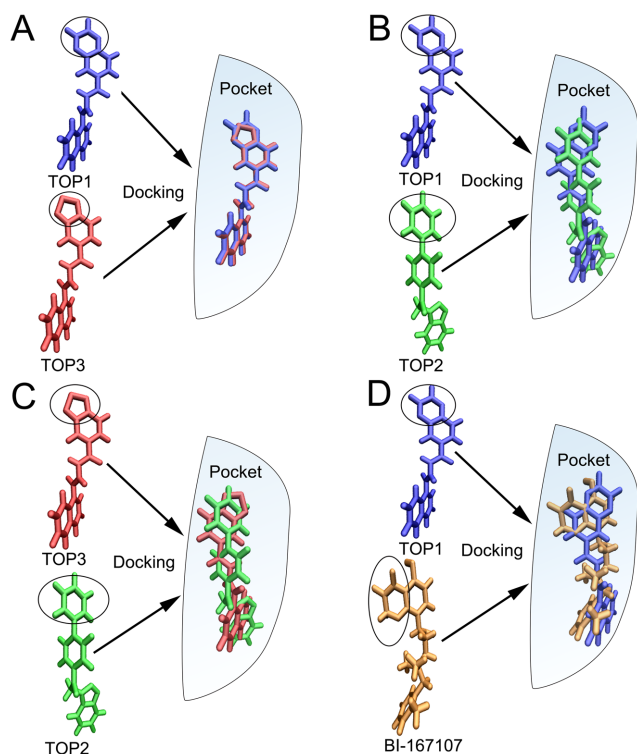 A
TOP1
Docking
Pocket
TOP3
B
TOP1
Docking
Pocket
TOP2
C
TOP3
Docking
Pocket
TOP2
D
TOP1
Docking
Pocket
BI-167107